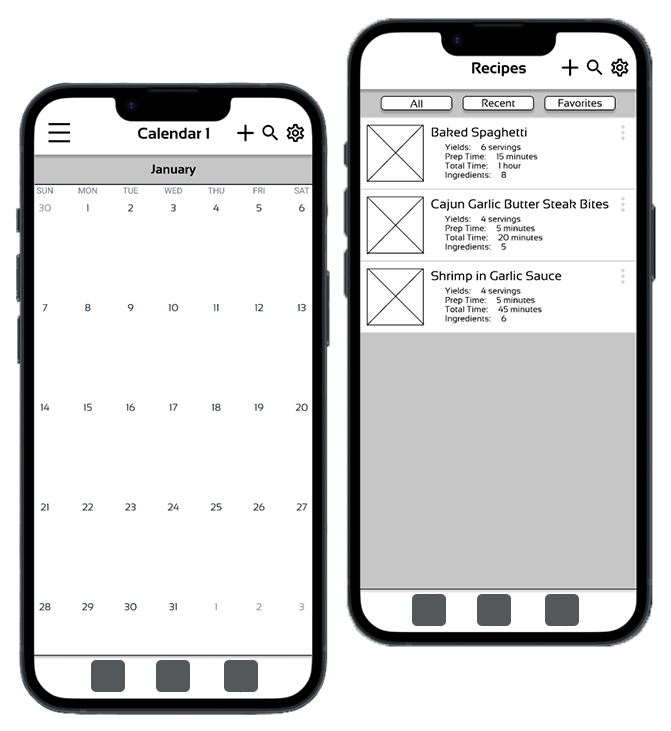 Calendar 1
January
SUN MON TUE WED THU FRI SAT
30 1 2 3 4 5 6
7 8 9 10 11 12 13
14 15 16 17 18 19 20
21 22 23 24 25 26 27
28 29 30 31 1 2 3
Recipes
All Recent Favorites
Baked Spaghetti
Yields: 6 servings
Prep Time: 15 minutes
Total Time: 1 hour
Ingredients: 8
Cajun Garlic Butter Steak Bites
Yields: 4 servings
Prep Time: 5 minutes
Total Time: 20 minutes
Ingredients: 5
Shrimp in Garlic Sauce
Yields: 4 servings
Prep Time: 5 minutes
Total Time: 45 minutes
Ingredients: 6